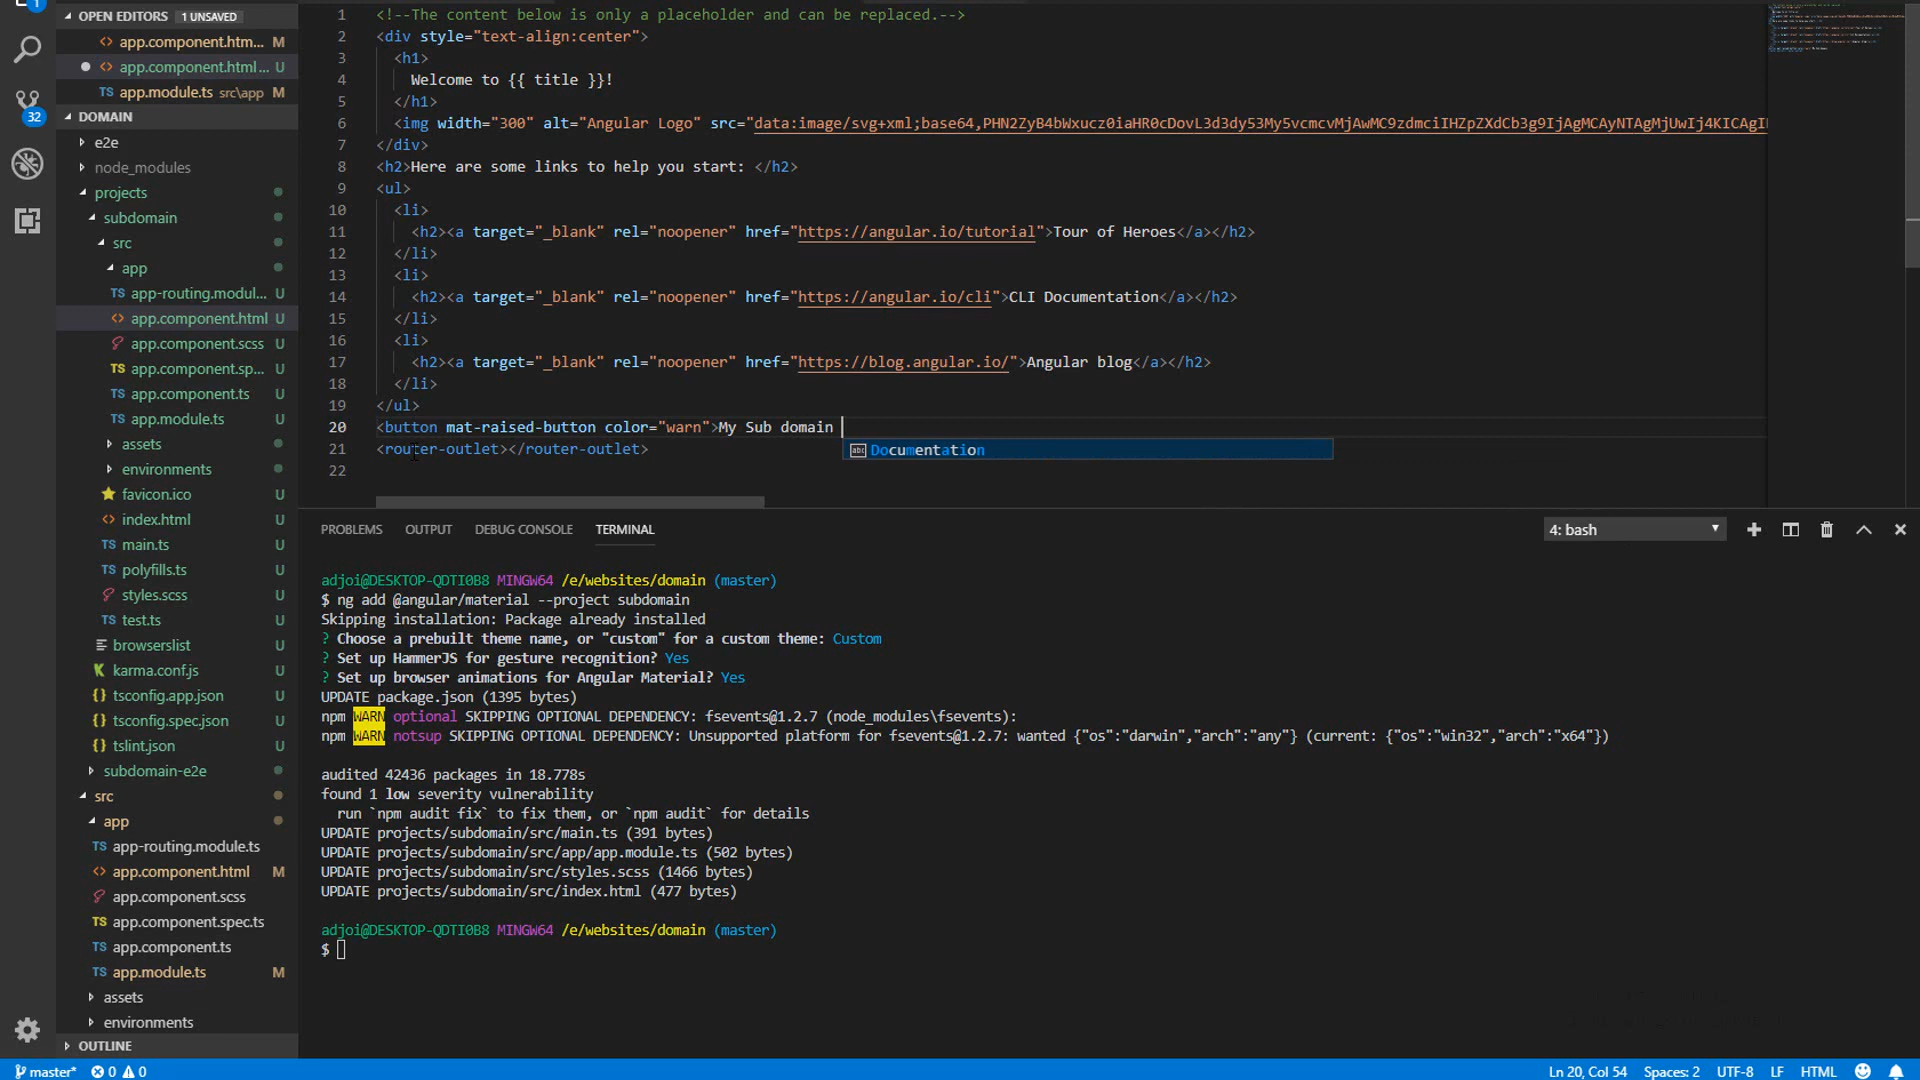 1
OPEN EDITORS 1 UNSAVED
<> app.component.htm... M
<> app.component.html... U
TS app.module.ts src\app M
32
DOMAIN
e2e
node_modules
projects
subdomain
src
app
TS app-routing.modul... U
<> app.component.html U
app.component.scss U
TS app.component.sp... U
TS app.component.ts U
TS app.module.ts U
assets
environments
favicon.ico U
<> index.html U
TS main.ts U
TS polyfills.ts U
styles.scss U
TS test.ts U
browserslist U
K karma.conf.js U
{} tsconfig.app.json U
{} tsconfig.spec.json U
{} tslint.json U
subdomain-e2e
src
app
TS app-routing.module.ts
<> app.component.html M
app.component.scss
TS app.component.spec.ts
TS app.component.ts
TS app.module.ts M
assets
environments
OUTLINE
1 <!--The content below is only a placeholder and can be replaced.-->
2 <div style="text-align:center">
3 <h1>
4 Welcome to {{ title }}!
5 </h1>
6 <img width="300" alt="Angular Logo" src="data:image/svg+xml;base64,
7 </div>
8 <h2>Here are some links to help you start: </h2>
9 <ul>
10 <li>
11 <h2><a target="_blank" rel="noopener" href="https://angular.io/tutorial">Tour of Heroes</a></h2>
12 </li>
13 <li>
14 <h2><a target="_blank" rel="noopener" href="https://angular.io/cli">CLI Documentation</a></h2>
15 </li>
16 <li>
17 <h2><a target="_blank" rel="noopener" href="https://blog.angular.io/">Angular blog</a></h2>
18 </li>
19 </ul>
20 <button mat-raised-button color="warn">My Sub domain
abc Documentation
21 <router-outlet></router-outlet>
22
PROBLEMS OUTPUT DEBUG CONSOLE TERMINAL 4: bash
adjoi@DESKTOP-QDTI0B8 MINGW64 /e/websites/domain (master)
$ ng add @angular/material --project subdomain
Skipping installation: Package already installed
? Choose a prebuilt theme name, or "custom" for a custom theme: Custom
? Set up HammerJS for gesture recognition? Yes
? Set up browser animations for Angular Material? Yes
UPDATE package.json (1395 bytes)
npm WARN optional SKIPPING OPTIONAL DEPENDENCY: fsevents@1.2.7 (node_modules\fsevents):
npm WARN notsup SKIPPING OPTIONAL DEPENDENCY: Unsupported platform for fsevents@1.2.7: wanted {"os":"darwin","arch":"any"} (current: {"os":"win32","arch":"x64"})
audited 42436 packages in 18.778s
found 1 low severity vulnerability
run `npm audit fix` to fix them, or `npm audit` for details
UPDATE projects/subdomain/src/main.ts (391 bytes)
UPDATE projects/subdomain/src/app/app.module.ts (502 bytes)
UPDATE projects/subdomain/src/styles.scss (1466 bytes)
UPDATE projects/subdomain/src/index.html (477 bytes)
adjoi@DESKTOP-QDTI0B8 MINGW64 /e/websites/domain (master)
$
master* 0 0 Ln 20, Col 54 Spaces: 2 UTF-8 LF HTML